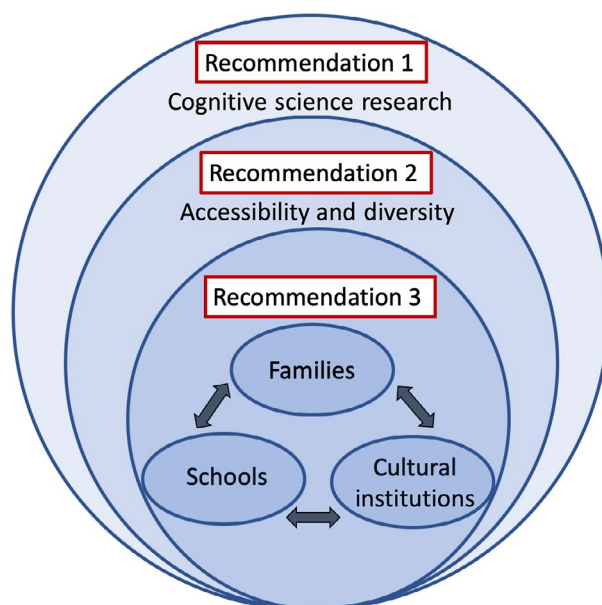 Recommendation 1
Cognitive science research
Recommendation 2
Accessibility and diversity
Recommendation 3
Families
Schools
Cultural
institutions